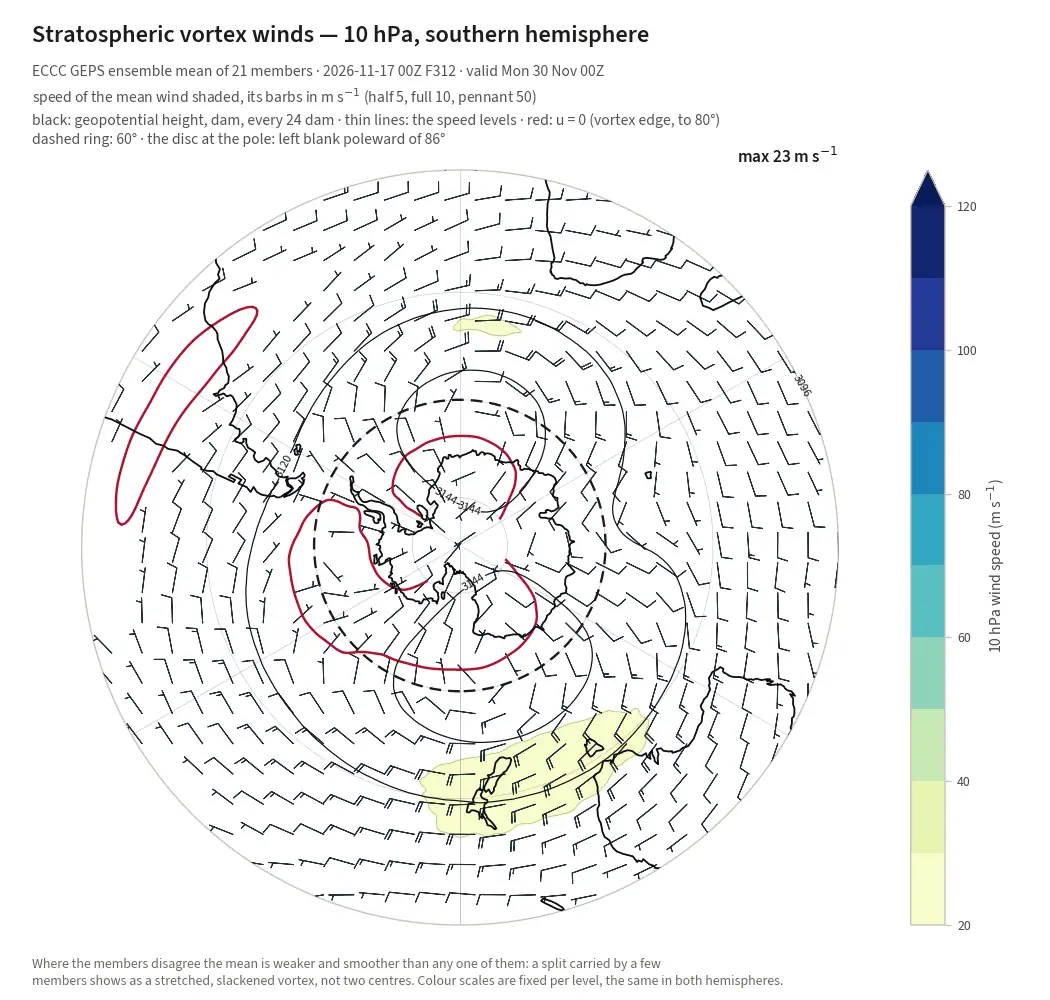 Stratospheric vortex winds — 10 hPa, southern hemisphere
ECCC GEPS ensemble mean of 21 members · 2026-11-17 00Z F312 · valid Mon 30 Nov 00Z
speed of the mean wind shaded, its barbs in m s⁻¹ (half 5, full 10, pennant 50)
black: geopotential height, dam, every 24 dam · thin lines: the speed levels · red: u = 0 (vortex edge, to 80°)
dashed ring: 60° · the disc at the pole: left blank poleward of 86°
max 23 m s⁻¹
120
100
80
60
40
20
10 hPa wind speed (m s⁻¹)
3096
3120
3144
3144
3144
Where the members disagree the mean is weaker and smoother than any one of them: a split carried by a few
members shows as a stretched, slackened vortex, not two centres. Colour scales are fixed per level, the same in both hemispheres.